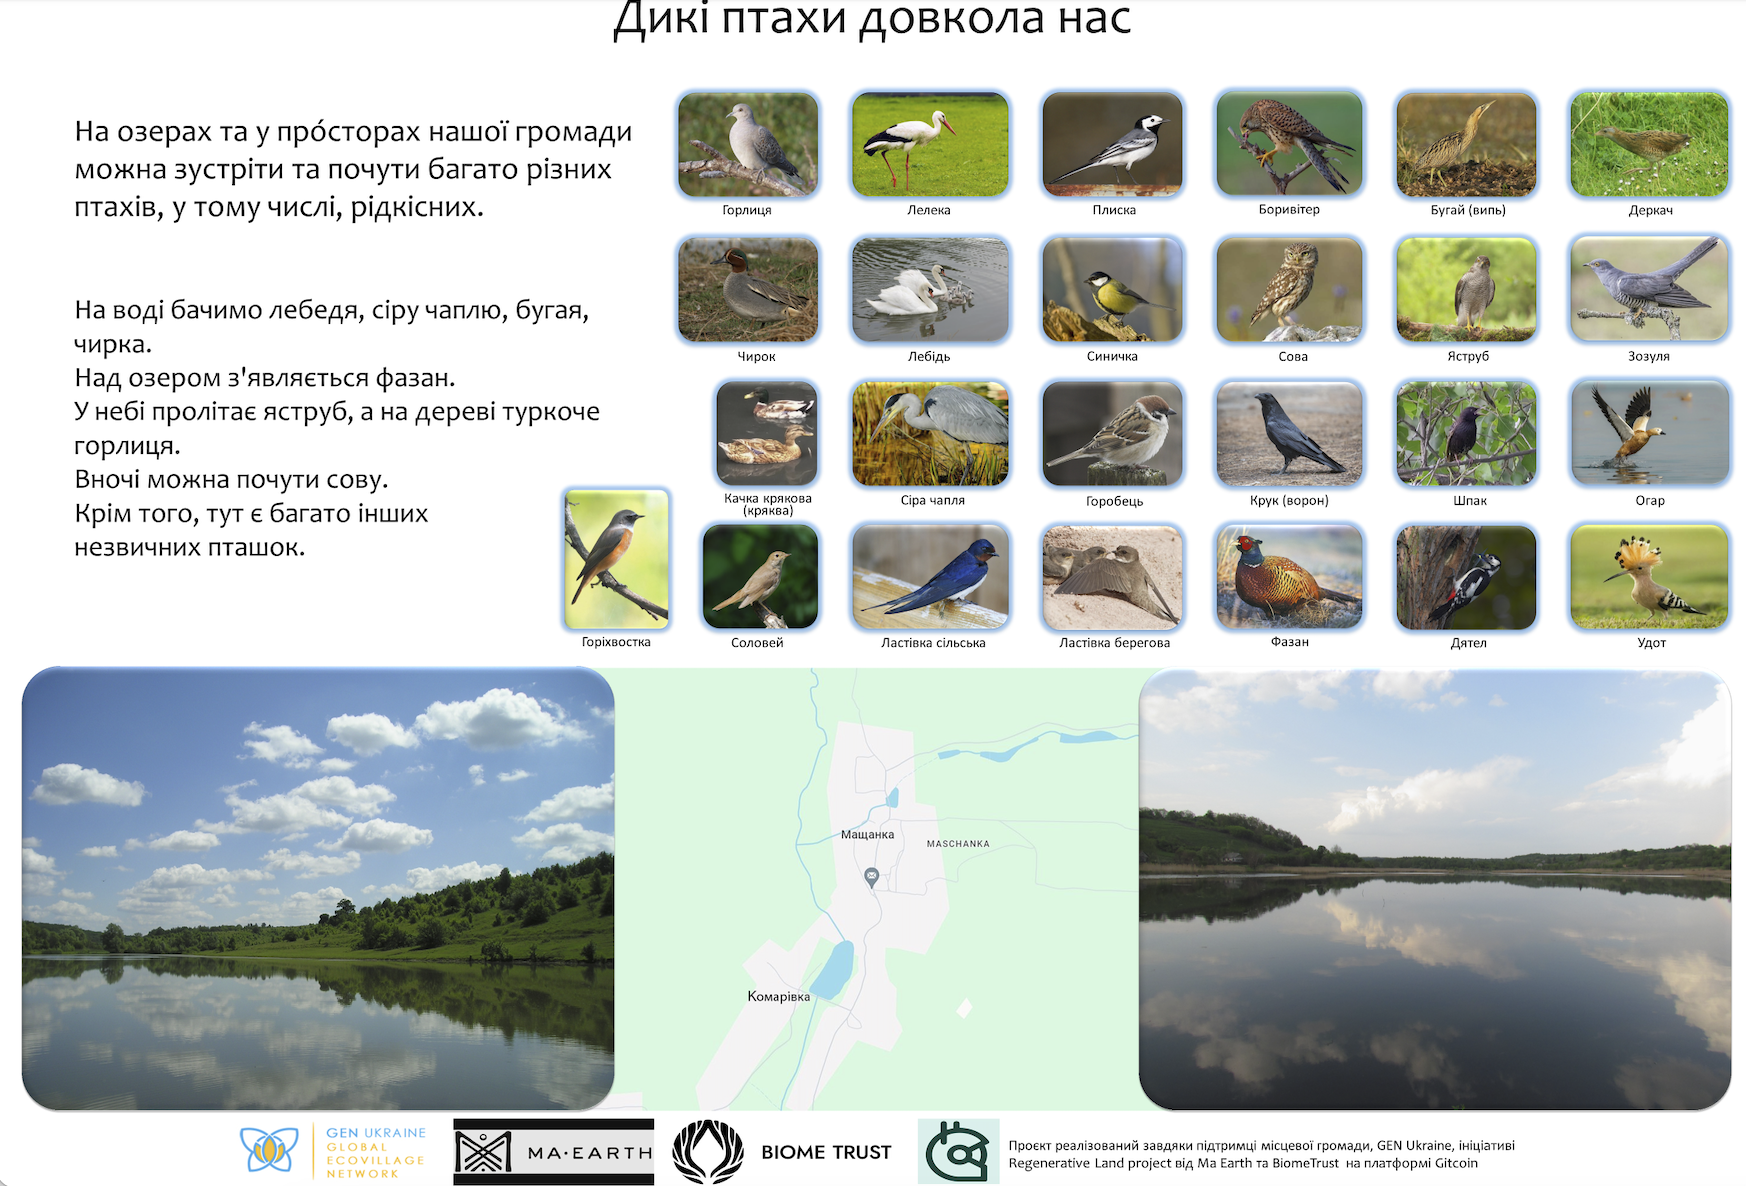 Дикі птахи довкола нас
На озерах та у про́сторах нашої громади
можна зустріти та почути багато різних
птахів, у тому числі, рідкісних.
На воді бачимо лебедя, сіру чаплю, бугая,
чирка.
Над озером з'являється фазан.
У небі пролітає яструб, а на дереві туркоче
горлиця.
Вночі можна почути сову.
Крім того, тут є багато інших
незвичних пташок.
Горлиця
Лелека
Плиска
Боривітер
Бугай (випь)
Деркач
Чирок
Лебідь
Синичка
Сова
Яструб
Зозуля
Качка крякова
(кряква)
Сіра чапля
Горобець
Крук (ворон)
Шпак
Огар
Горіхвостка
Соловей
Ластівка сільська
Ластівка берегова
Фазан
Дятел
Удот
Мащанка
MASCHANKA
Комарівка
GEN UKRAINE
GLOBAL
ECOVILLAGE
NETWORK
MA·EARTH
BIOME TRUST
Проєкт реалізований завдяки підтримці місцевої громади, GEN Ukraine, ініціативі
Regenerative Land project від Ma Earth та BiomeTrust на платформі Gitcoin